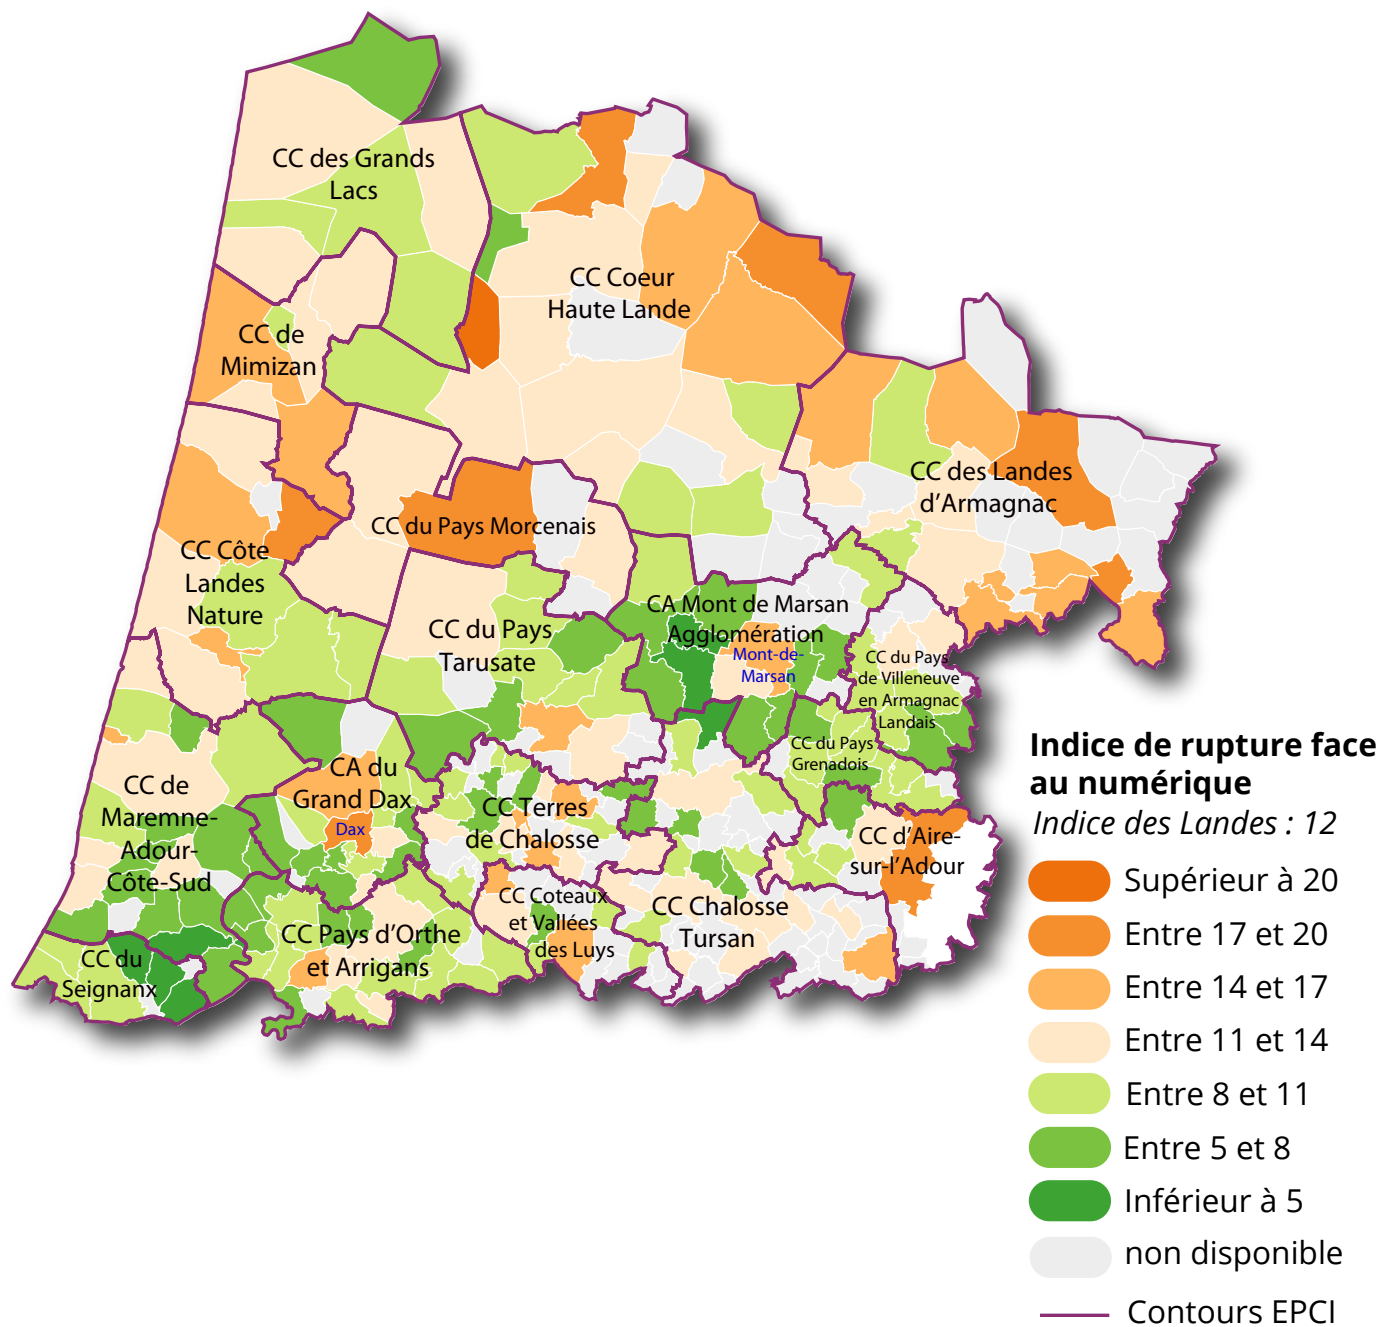 CC des Grands
Lacs
CC Coeur
Haute Lande
CC de
Mimizan
CC des Landes
d’Armagnac
CC du Pays Morcenais
CC Côte
Landes
Nature
CC du Pays
Tarusate
CA Mont de Marsan
Agglomération
Mont-de-
Marsan
CC du Pays
de Villeneuve
en Armagnac
Landais
CC du Pays
Grenadois
CC de
Maremne-
Adour-
Côte-Sud
CA du
Grand Dax
Dax
CC Terres
de Chalosse
CC d’Aire-
sur-l’Adour
CC Coteaux
et Vallées
des Luys
CC Chalosse
Tursan
CC Pays d’Orthe
et Arrigans
CC du
Seignanx
Indice de rupture face
au numérique
Indice des Landes : 12
Supérieur à 20
Entre 17 et 20
Entre 14 et 17
Entre 11 et 14
Entre 8 et 11
Entre 5 et 8
Inférieur à 5
non disponible
Contours EPCI